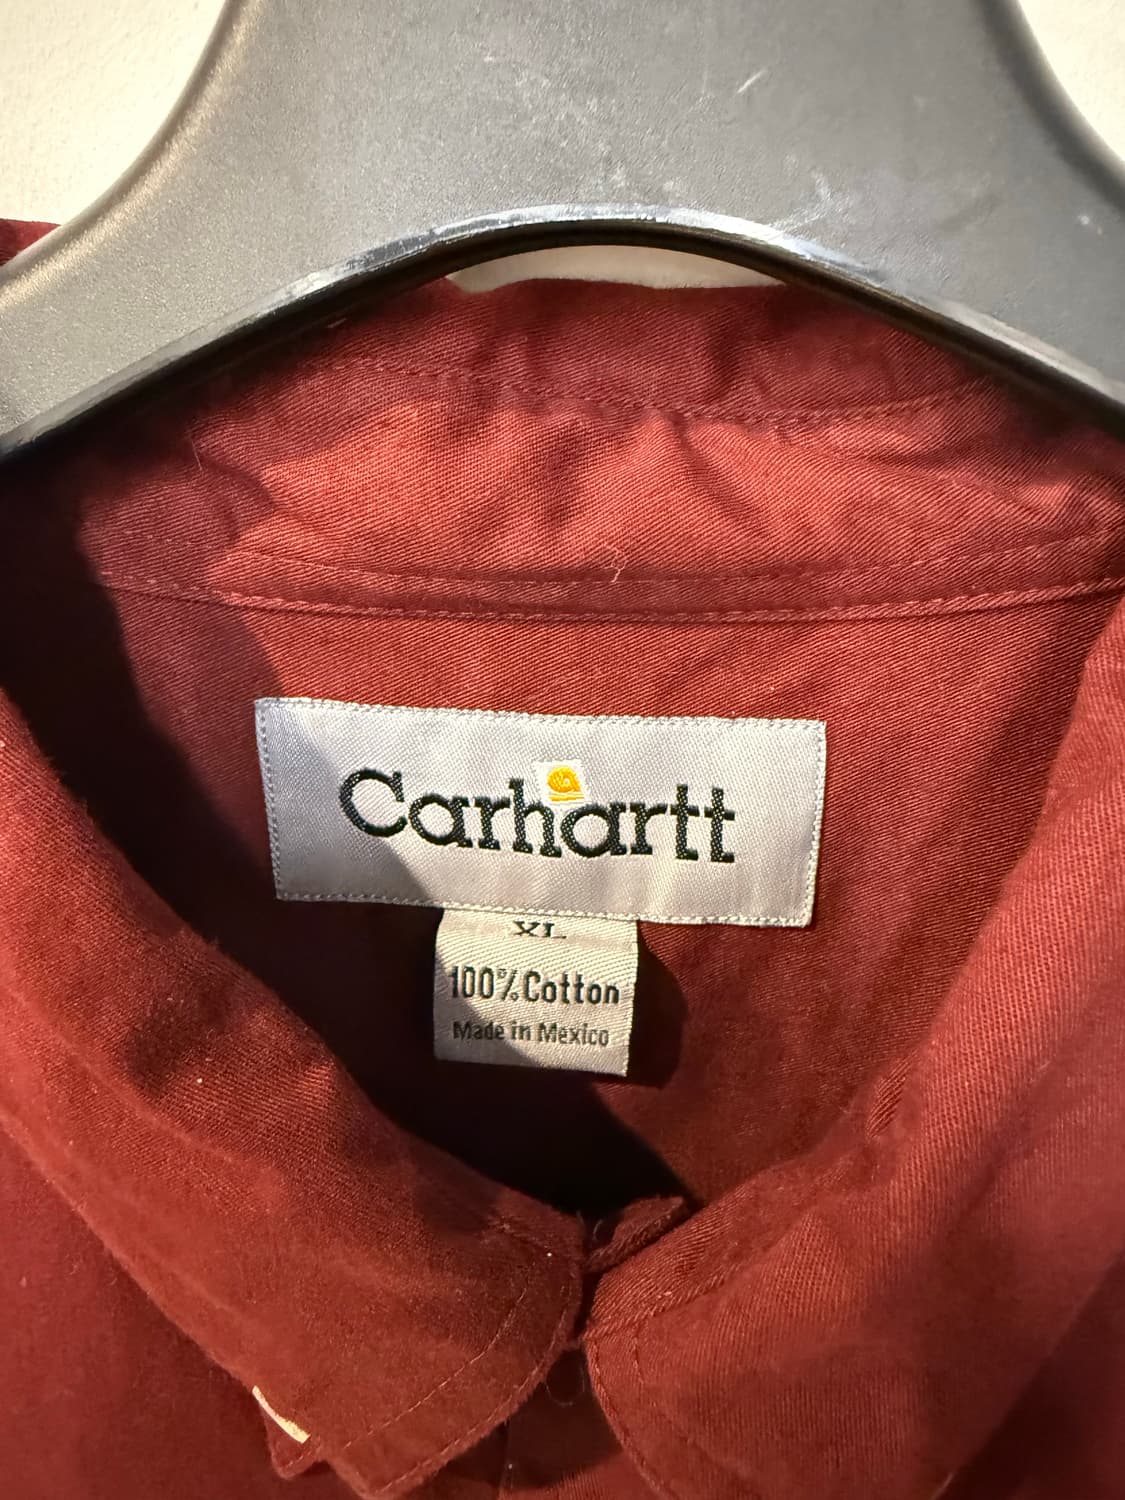 Carhartt
XL
100% Cotton
Made in Mexico